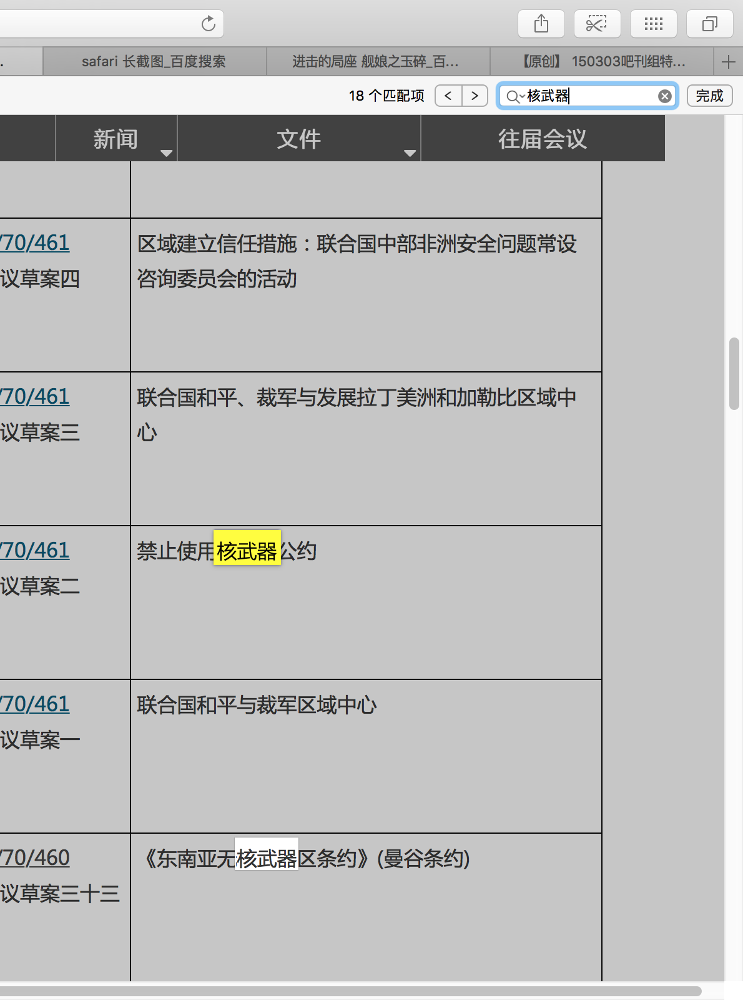 .
safari 长截图_百度搜索
进击的局座 舰娘之玉碎_百...
【原创】 150303吧刊组特...
18 个匹配项
核武器
完成
新闻
文件
往届会议
/70/461
区域建立信任措施：联合国中部非洲安全问题常设
议草案四
咨询委员会的活动
/70/461
联合国和平、裁军与发展拉丁美洲和加勒比区域中
议草案三
心
/70/461
禁止使用核武器公约
议草案二
/70/461
联合国和平与裁军区域中心
议草案一
/70/460
《东南亚无核武器区条约》(曼谷条约)
议草案三十三